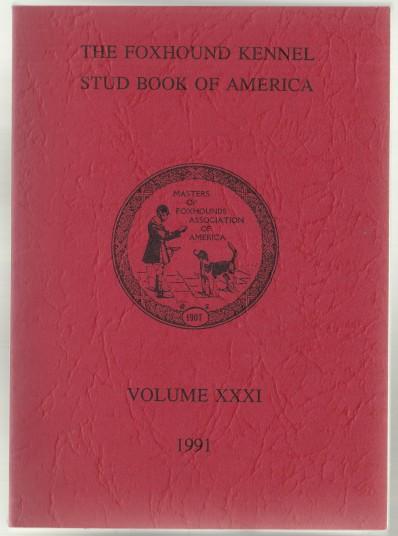 THE FOXHOUND KENNEL
STUD BOOK OF AMERICA
MASTERS
OF
FOXHOUNDS
ASSOCIATION
OF
AMERICA
1907
VOLUME XXXI
1991